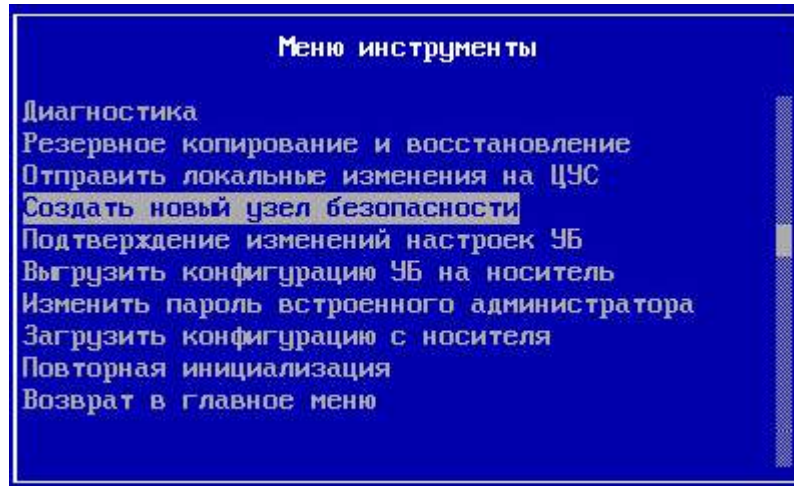 Меню инструменты
Диагностика
Резервное копирование и восстановление
Отправить локальные изменения на ЦУС
Создать новый узел безопасности
Подтверждение изменений настроек УБ
Выгрузить конфигурацию УБ на носитель
Изменить пароль встроенного администратора
Загрузить конфигурацию с носителя
Повторная инициализация
Возврат в главное меню